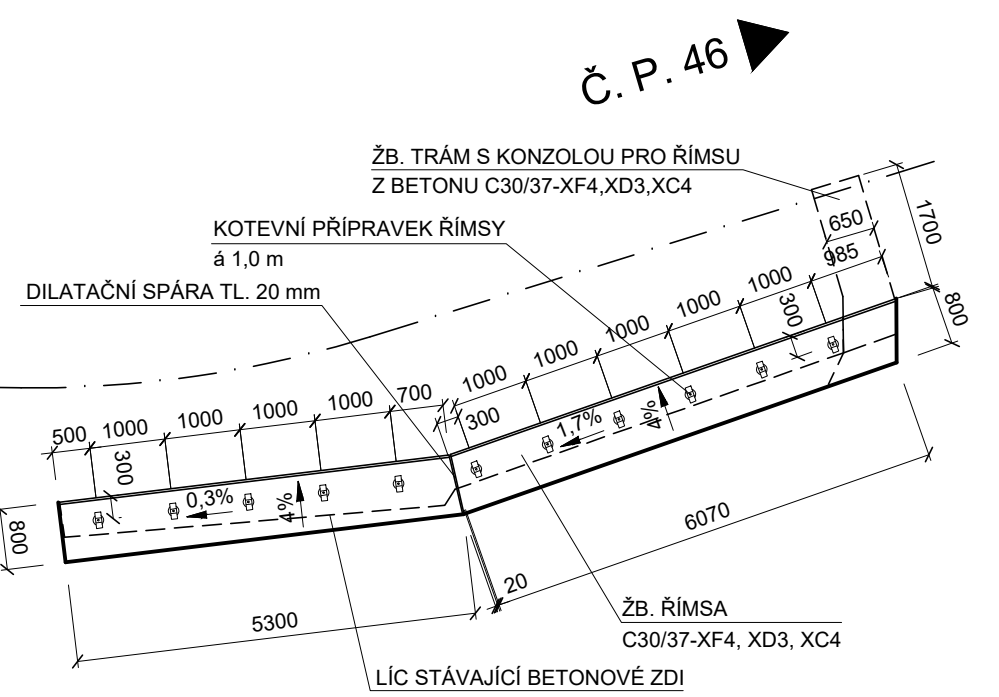 Č. P. 46
ŽB. TRÁM S KONZOLOU PRO ŘÍMSU
Z BETONU C30/37-XF4,XD3,XC4
KOTEVNÍ PŘÍPRAVEK ŘÍMSY
á 1,0 m
DILATAČNÍ SPÁRA TL. 20 mm
650
1700
985
800
1000
1000
1000
1000
1000
300
300
500
1000
1000
1000
1000
700
300
800
0,3%
4%
1,7%
4%
6070
20
5300
ŽB. ŘÍMSA
C30/37-XF4, XD3, XC4
LÍC STÁVAJÍCÍ BETONOVÉ ZDI